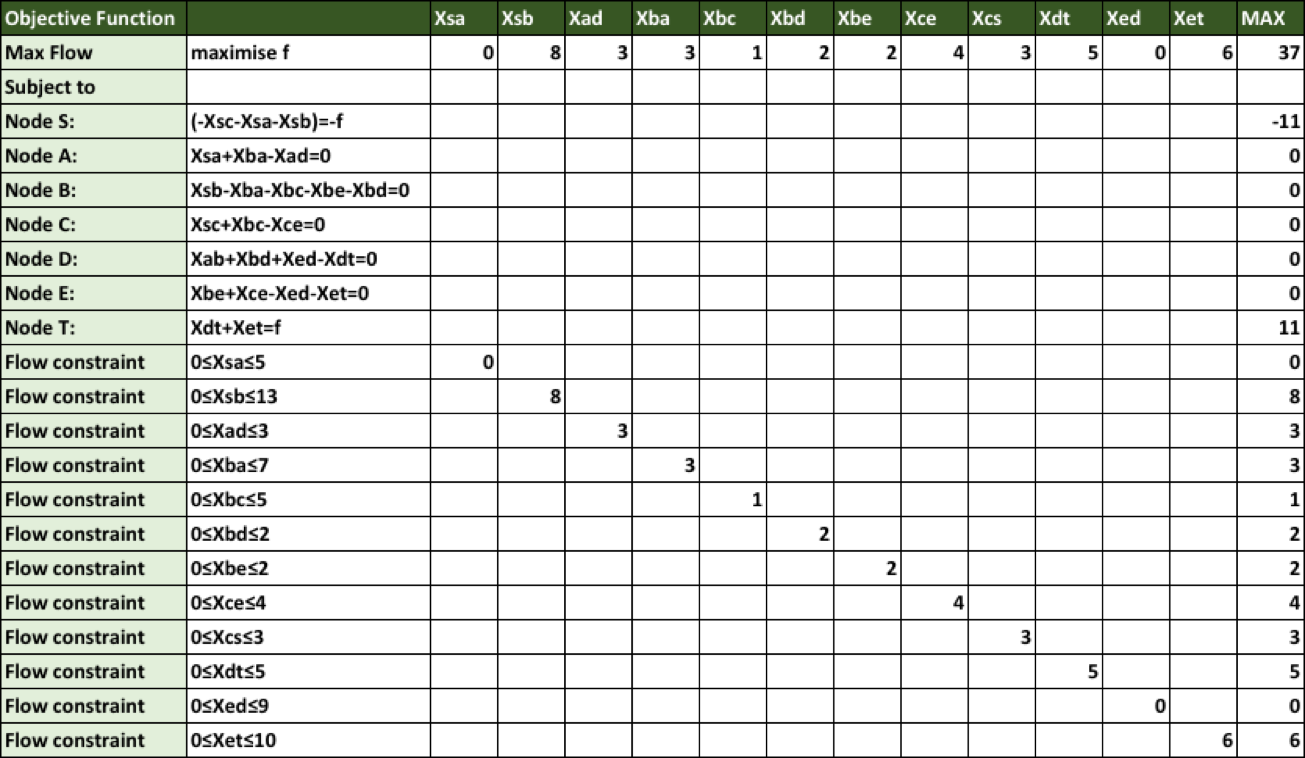 Objective Function Xsa Xsb Xad Xba Xbc Xbd Xbe Xce Xcs Xdt Xed Xet MAX
Max Flow maximise f 0 8 3 3 1 2 2 4 3 5 0 6 37
Subject to
Node S: (-Xsc-Xsa-Xsb)=-f -11
Node A: Xsa+Xba-Xad=0 0
Node B: Xsb-Xba-Xbc-Xbe-Xbd=0 0
Node C: Xsc+Xbc-Xce=0 0
Node D: Xab+Xbd+Xed-Xdt=0 0
Node E: Xbe+Xce-Xed-Xet=0 0
Node T: Xdt+Xet=f 11
Flow constraint 0≤Xsa≤5 0 0
Flow constraint 0≤Xsb≤13 8 8
Flow constraint 0≤Xad≤3 3 3
Flow constraint 0≤Xba≤7 3 3
Flow constraint 0≤Xbc≤5 1 1
Flow constraint 0≤Xbd≤2 2 2
Flow constraint 0≤Xbe≤2 2 2
Flow constraint 0≤Xce≤4 4 4
Flow constraint 0≤Xcs≤3 3 3
Flow constraint 0≤Xdt≤5 5 5
Flow constraint 0≤Xed≤9 0 0
Flow constraint 0≤Xet≤10 6 6